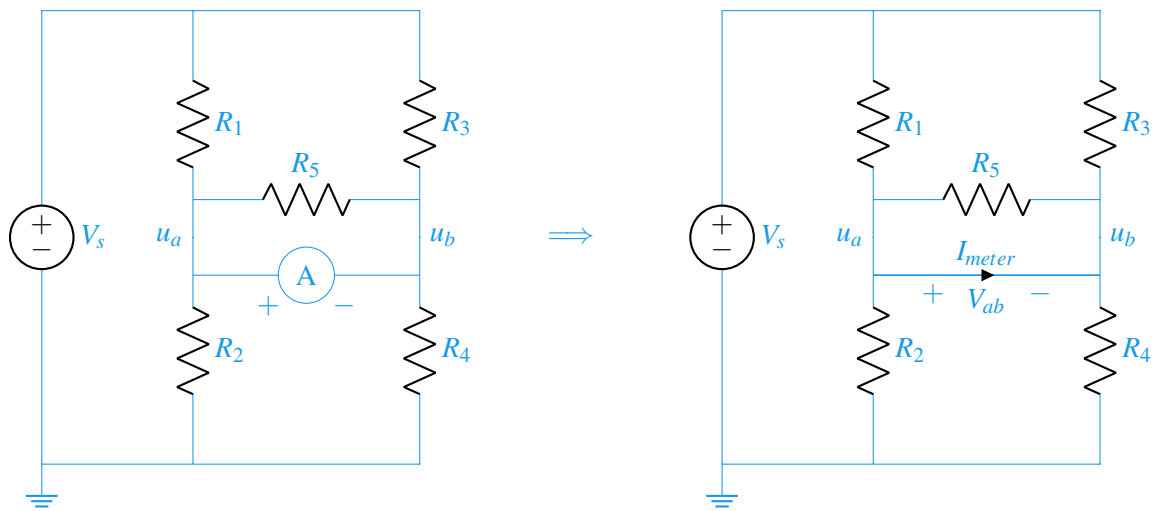 R1
R3
R5
+
−
Vs
ua
ub
A
+
−
R2
R4
⟹
R1
R3
R5
+
−
Vs
ua
ub
Imeter
+ Vab −
R2
R4